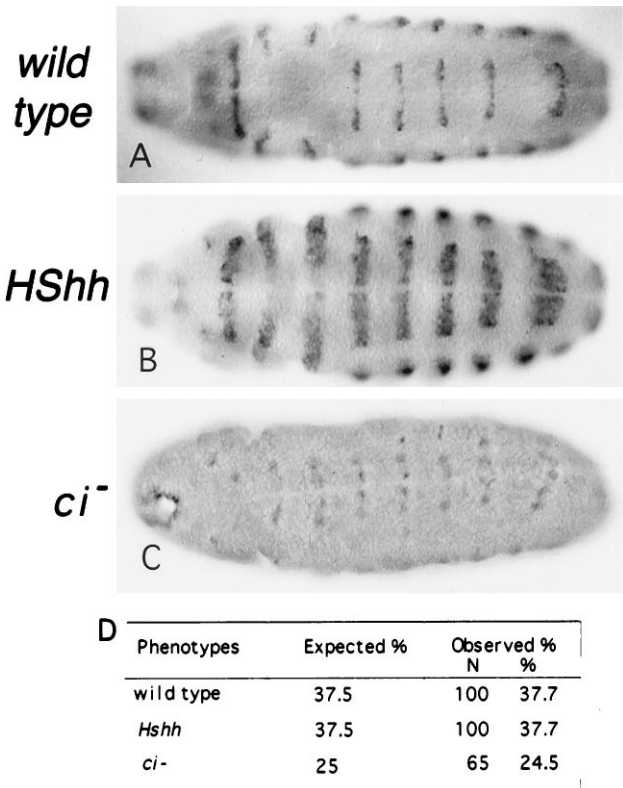 wild
type
A
HShh
B
ci-
C
D
Phenotypes Expected % Observed %
N %
wild type 37.5 100 37.7
Hshh 37.5 100 37.7
ci- 25 65 24.5